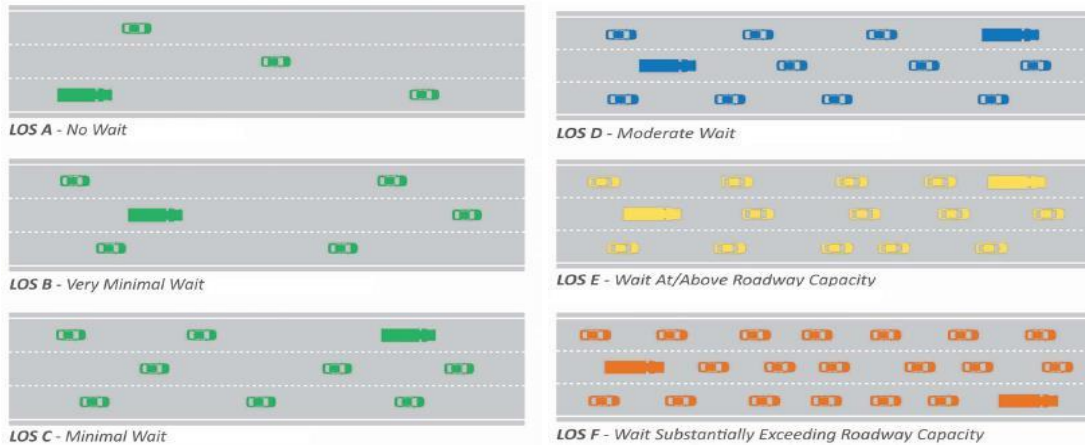 LOS A - No Wait
LOS B - Very Minimal Wait
LOS C - Minimal Wait
LOS D - Moderate Wait
LOS E - Wait At/Above Roadway Capacity
LOS F - Wait Substantially Exceeding Roadway Capacity